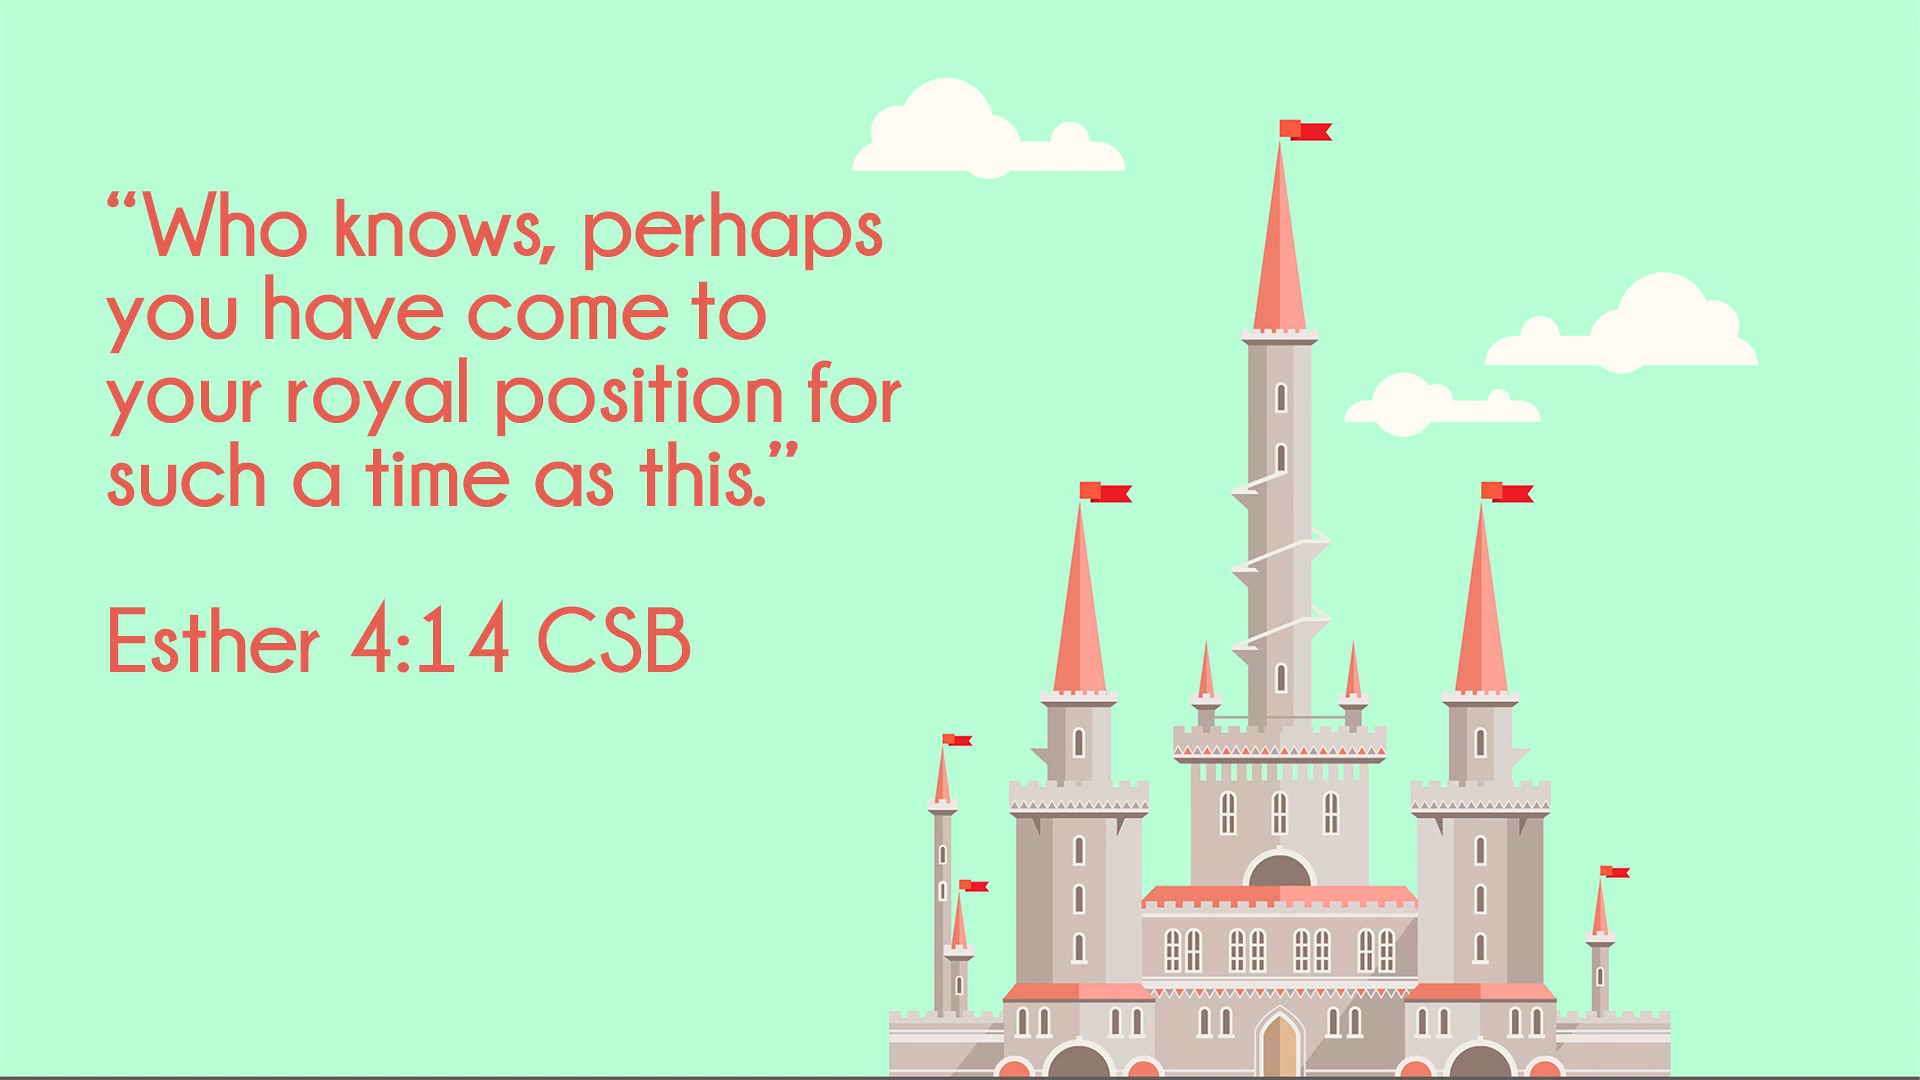 “Who knows, perhaps
you have come to
your royal position for
such a time as this.”
Esther 4:14 CSB